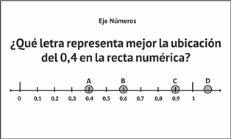 Eje Números
¿Qué letra representa mejor la ubicación
del 0,4 en la recta numérica?
A B C D
0 0,1 0,2 0,3 0,4 0,5 0,6 0,7 0,8 0,9 1